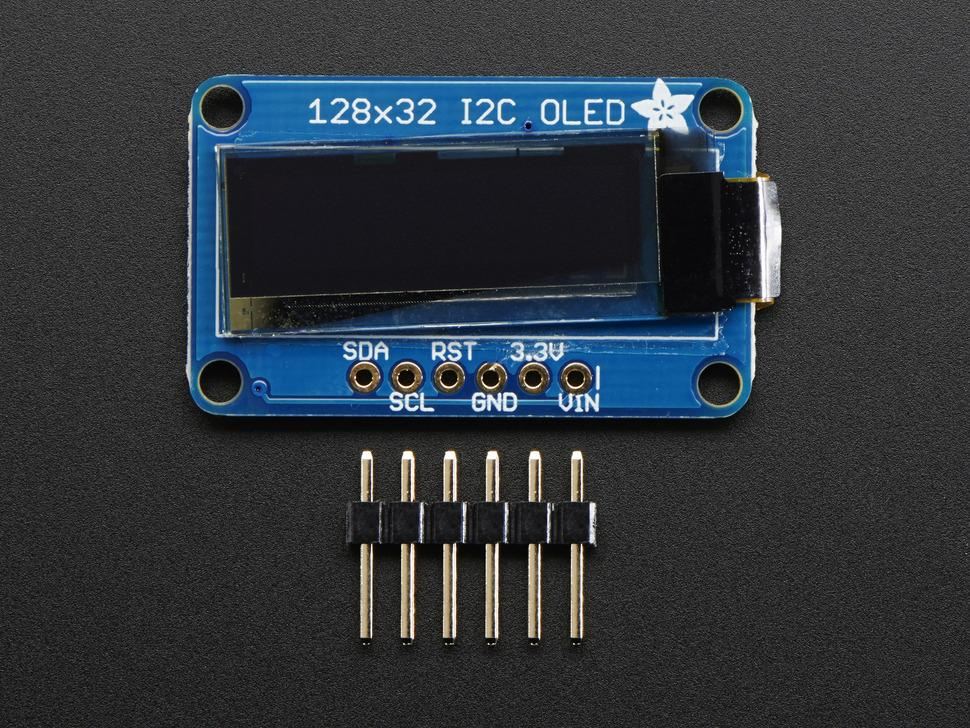 128x32 I2C OLED
SDA RST 3.3V
SCL GND VIN